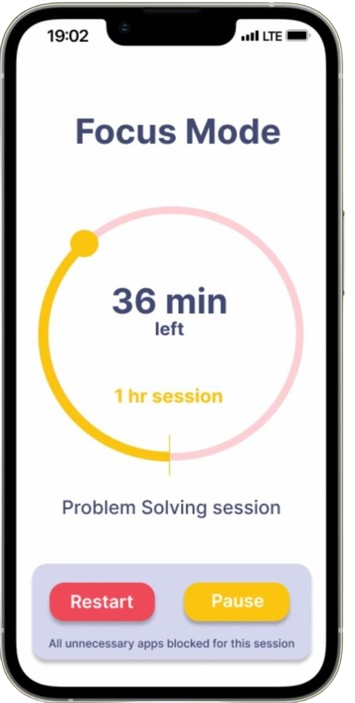 19:02 LTE
Focus Mode
36 min
left
1 hr session
Problem Solving session
Restart Pause
All unnecessary apps blocked for this session